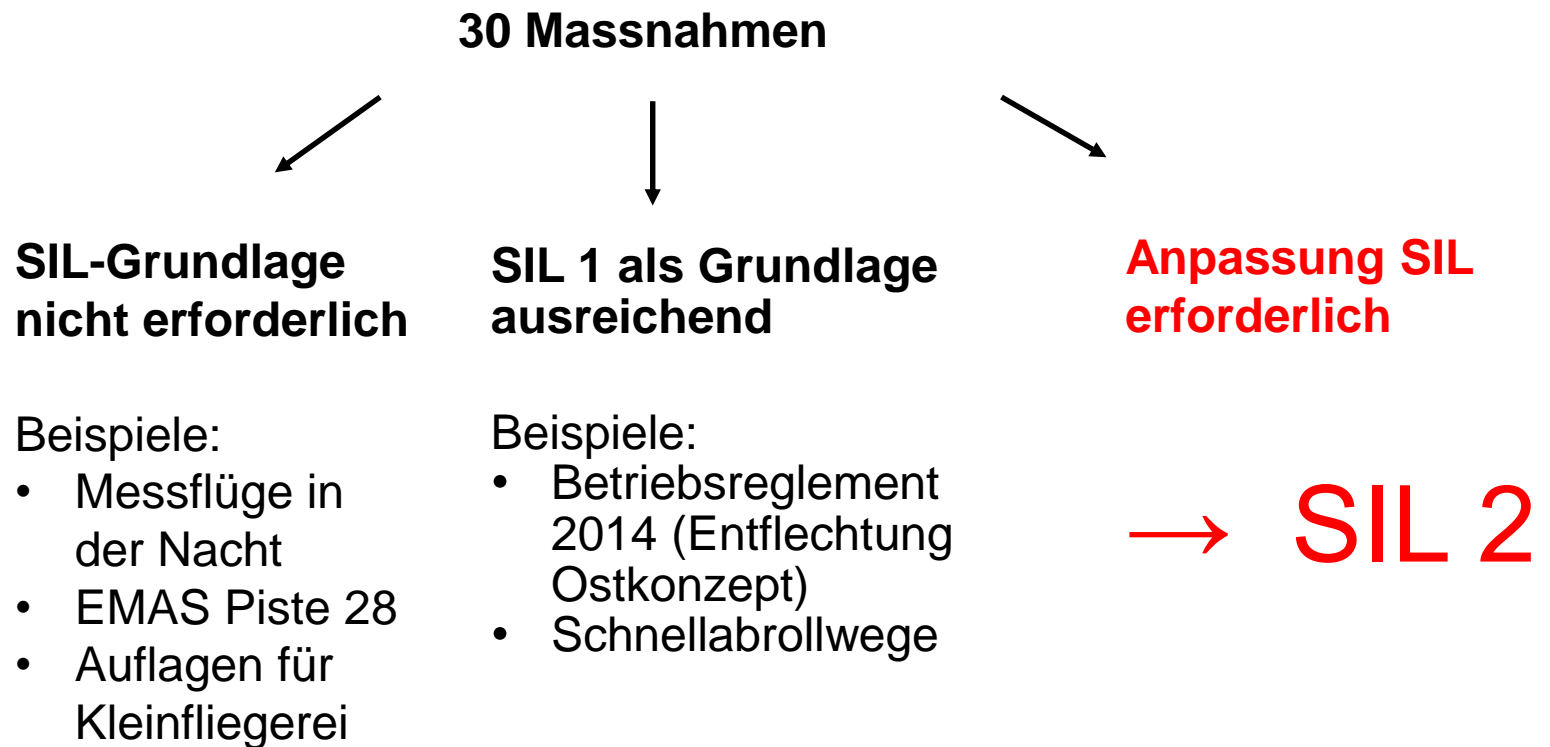 30 Massnahmen
SIL-Grundlage
nicht erforderlich
Beispiele:
• Messflüge in
der Nacht
• EMAS Piste 28
• Auflagen für
Kleinfliegerei
SIL 1 als Grundlage
ausreichend
Beispiele:
• Betriebsreglement
2014 (Entflechtung
Ostkonzept)
• Schnellabrollwege
Anpassung SIL
erforderlich
→ SIL 2